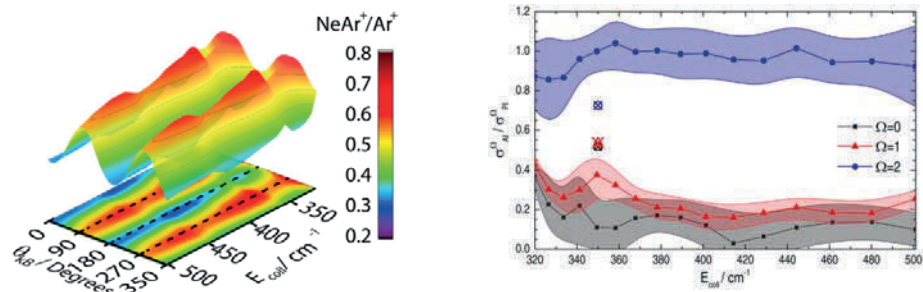 NeAr⁺/Ar⁺
0.8
0.7
0.6
0.5
0.4
0.3
0.2
0
90
180
270
350
θ_KB / Degrees
500
450
400
350
E_coll / cm⁻¹
1.2
1.0
0.8
0.6
0.4
0.2
0.0
σ^Ω_AI / σ^Ω_PI
Ω=0
Ω=1
Ω=2
320 340 360 380 400 420 440 460 480 500
E_coll / cm⁻¹